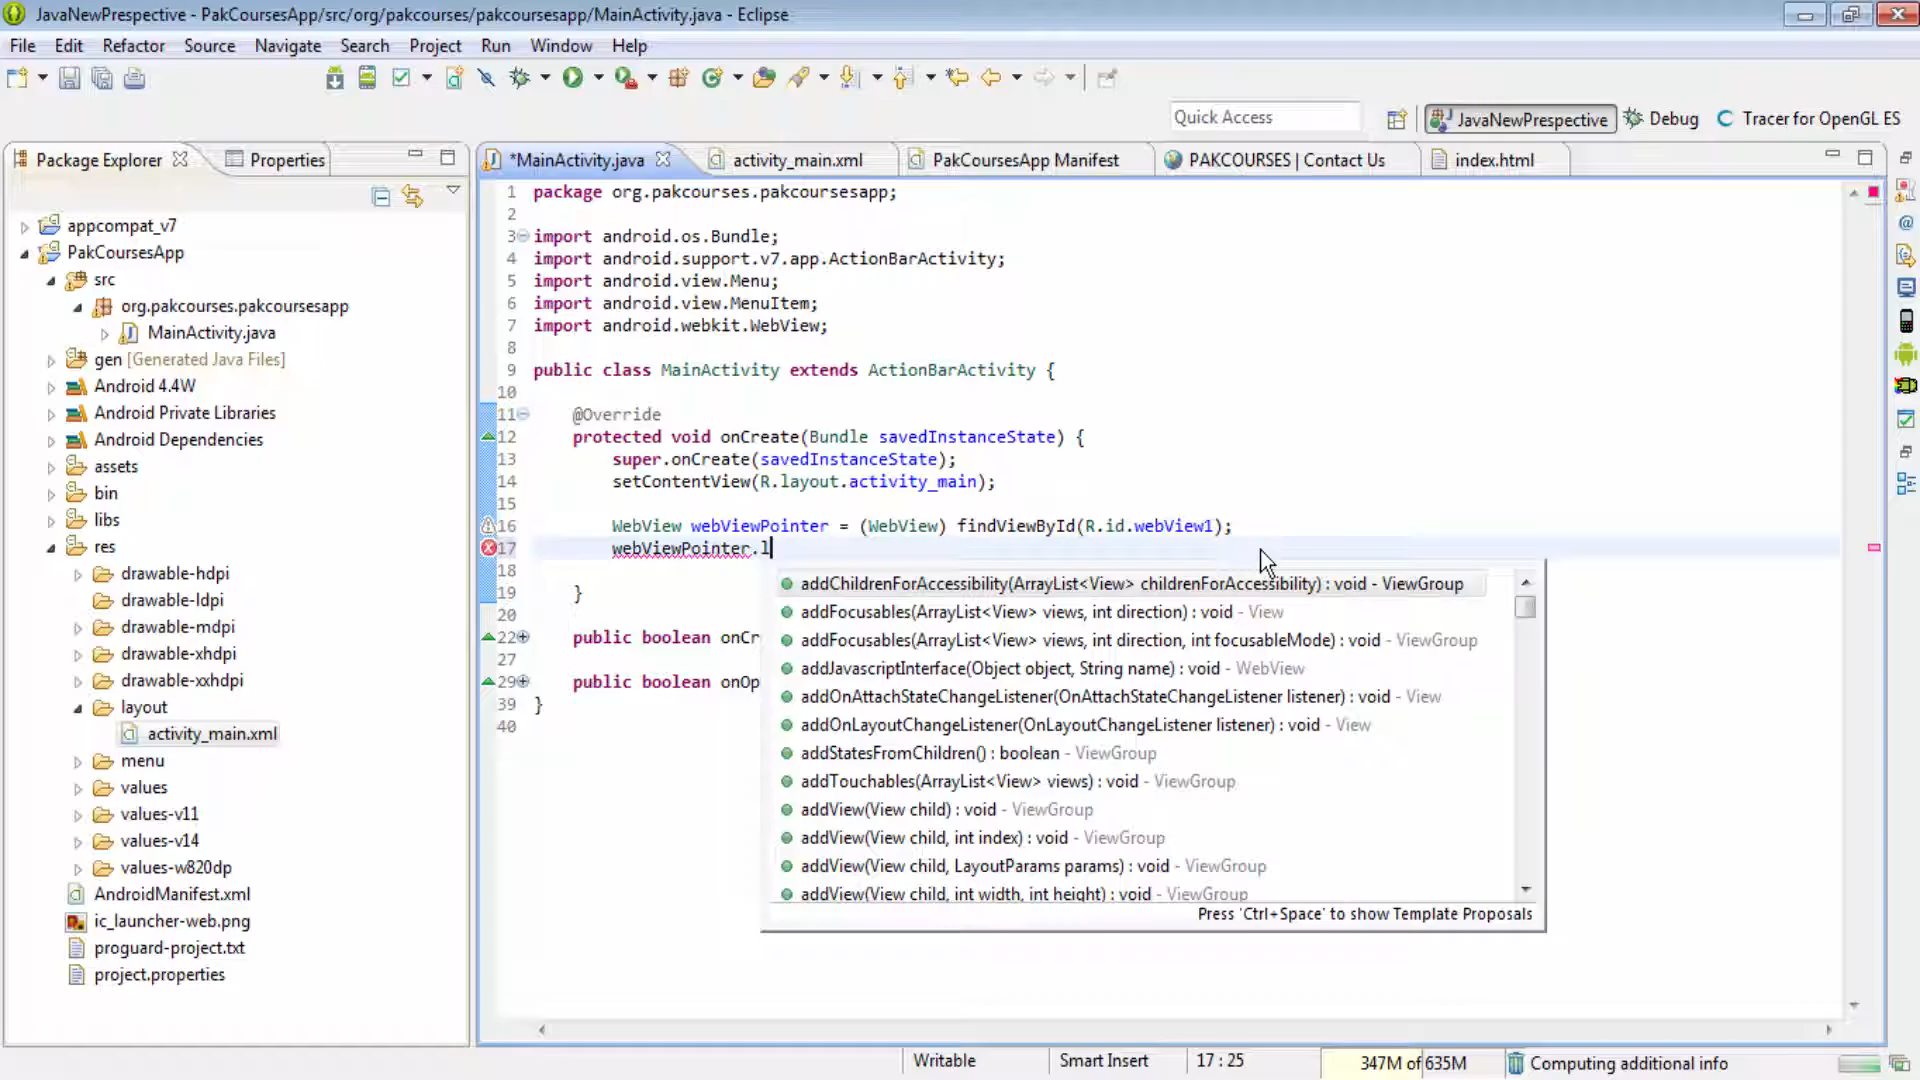 JavaNewPrespective - PakCoursesApp/src/org/pakcourses/pakcoursesapp/MainActivity.java - Eclipse
File Edit Refactor Source Navigate Search Project Run Window Help
Quick Access JavaNewPrespective Debug Tracer for OpenGL ES
Package Explorer Properties
*MainActivity.java activity_main.xml PakCoursesApp Manifest PAKCOURSES | Contact Us index.html
appcompat_v7
PakCoursesApp
src
org.pakcourses.pakcoursesapp
MainActivity.java
gen [Generated Java Files]
Android 4.4W
Android Private Libraries
Android Dependencies
assets
bin
libs
res
drawable-hdpi
drawable-ldpi
drawable-mdpi
drawable-xhdpi
drawable-xxhdpi
layout
activity_main.xml
menu
values
values-v11
values-v14
values-w820dp
AndroidManifest.xml
ic_launcher-web.png
proguard-project.txt
project.properties
1 package org.pakcourses.pakcoursesapp;
2
3 import android.os.Bundle;
4 import android.support.v7.app.ActionBarActivity;
5 import android.view.Menu;
6 import android.view.MenuItem;
7 import android.webkit.WebView;
8
9 public class MainActivity extends ActionBarActivity {
10
11 @Override
12 protected void onCreate(Bundle savedInstanceState) {
13 super.onCreate(savedInstanceState);
14 setContentView(R.layout.activity_main);
15
16 WebView webViewPointer = (WebView) findViewById(R.id.webView1);
17 webViewPointer.l
18
19 }
20
22 public boolean onCr
27
29 public boolean onOp
39 }
40
addChildrenForAccessibility(ArrayList<View> childrenForAccessibility) : void - ViewGroup
addFocusables(ArrayList<View> views, int direction) : void - View
addFocusables(ArrayList<View> views, int direction, int focusableMode) : void - ViewGroup
addJavascriptInterface(Object object, String name) : void - WebView
addOnAttachStateChangeListener(OnAttachStateChangeListener listener) : void - View
addOnLayoutChangeListener(OnLayoutChangeListener listener) : void - View
addStatesFromChildren() : boolean - ViewGroup
addTouchables(ArrayList<View> views) : void - ViewGroup
addView(View child) : void - ViewGroup
addView(View child, int index) : void - ViewGroup
addView(View child, LayoutParams params) : void - ViewGroup
addView(View child, int width, int height) : void - ViewGroup
Press 'Ctrl+Space' to show Template Proposals
Writable Smart Insert 17 : 25 347M of 635M Computing additional info